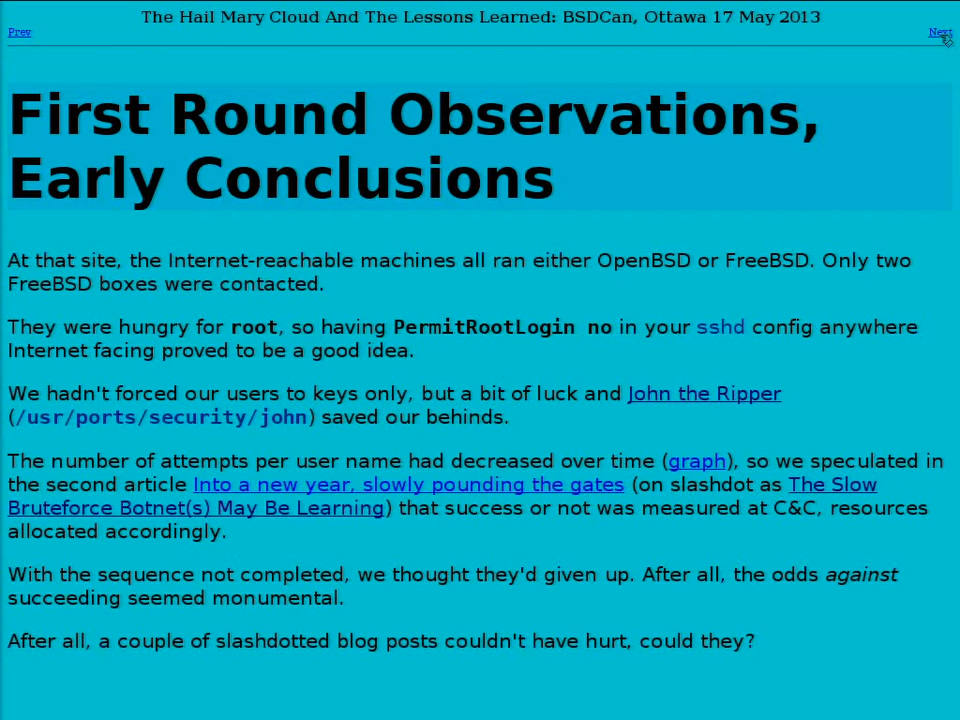 The Hail Mary Cloud And The Lessons Learned: BSDCan, Ottawa 17 May 2013
Prev
Next
First Round Observations,
Early Conclusions
At that site, the Internet-reachable machines all ran either OpenBSD or FreeBSD. Only two
FreeBSD boxes were contacted.
They were hungry for root, so having PermitRootLogin no in your sshd config anywhere
Internet facing proved to be a good idea.
We hadn't forced our users to keys only, but a bit of luck and John the Ripper
(/usr/ports/security/john) saved our behinds.
The number of attempts per user name had decreased over time (graph), so we speculated in
the second article Into a new year, slowly pounding the gates (on slashdot as The Slow
Bruteforce Botnet(s) May Be Learning) that success or not was measured at C&C, resources
allocated accordingly.
With the sequence not completed, we thought they'd given up. After all, the odds against
succeeding seemed monumental.
After all, a couple of slashdotted blog posts couldn't have hurt, could they?